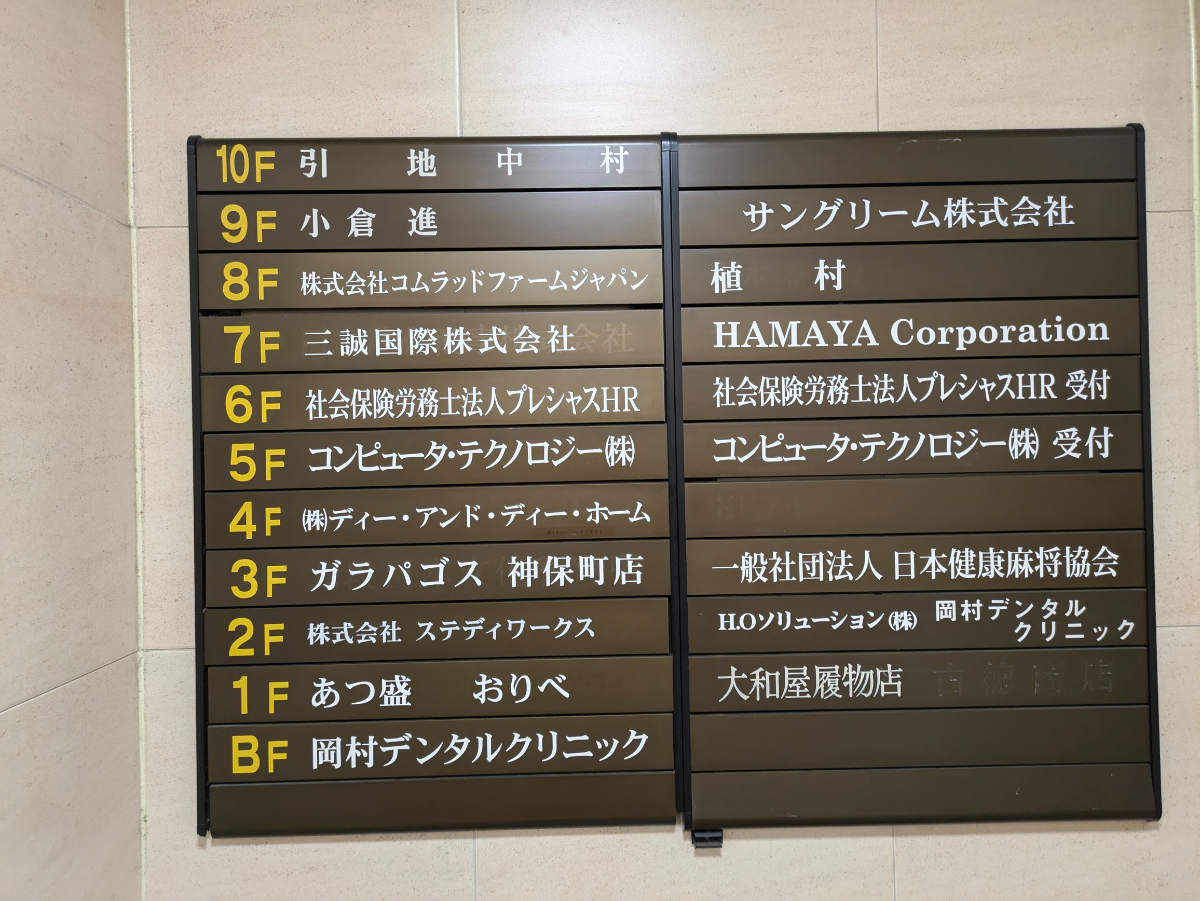 10F 引 地 中 村
9F 小 倉 進 サングリーム株式会社
8F 株式会社コムラッドファームジャパン 植 村
7F 三誠国際株式会社 HAMAYA Corporation
6F 社会保険労務士法人プレシャスHR 社会保険労務士法人プレシャスHR 受付
5F コンピュータ・テクノロジー㈱ コンピュータ・テクノロジー㈱ 受付
4F ㈱ディー・アンド・ディー・ホーム
3F ガラパゴス 神保町店 一般社団法人 日本健康麻将協会
2F 株式会社 ステディワークス H.Oソリューション㈱ 岡村デンタル
クリニック
1F あつ盛 おりべ 大和屋履物店 古徳商店
BF 岡村デンタルクリニック